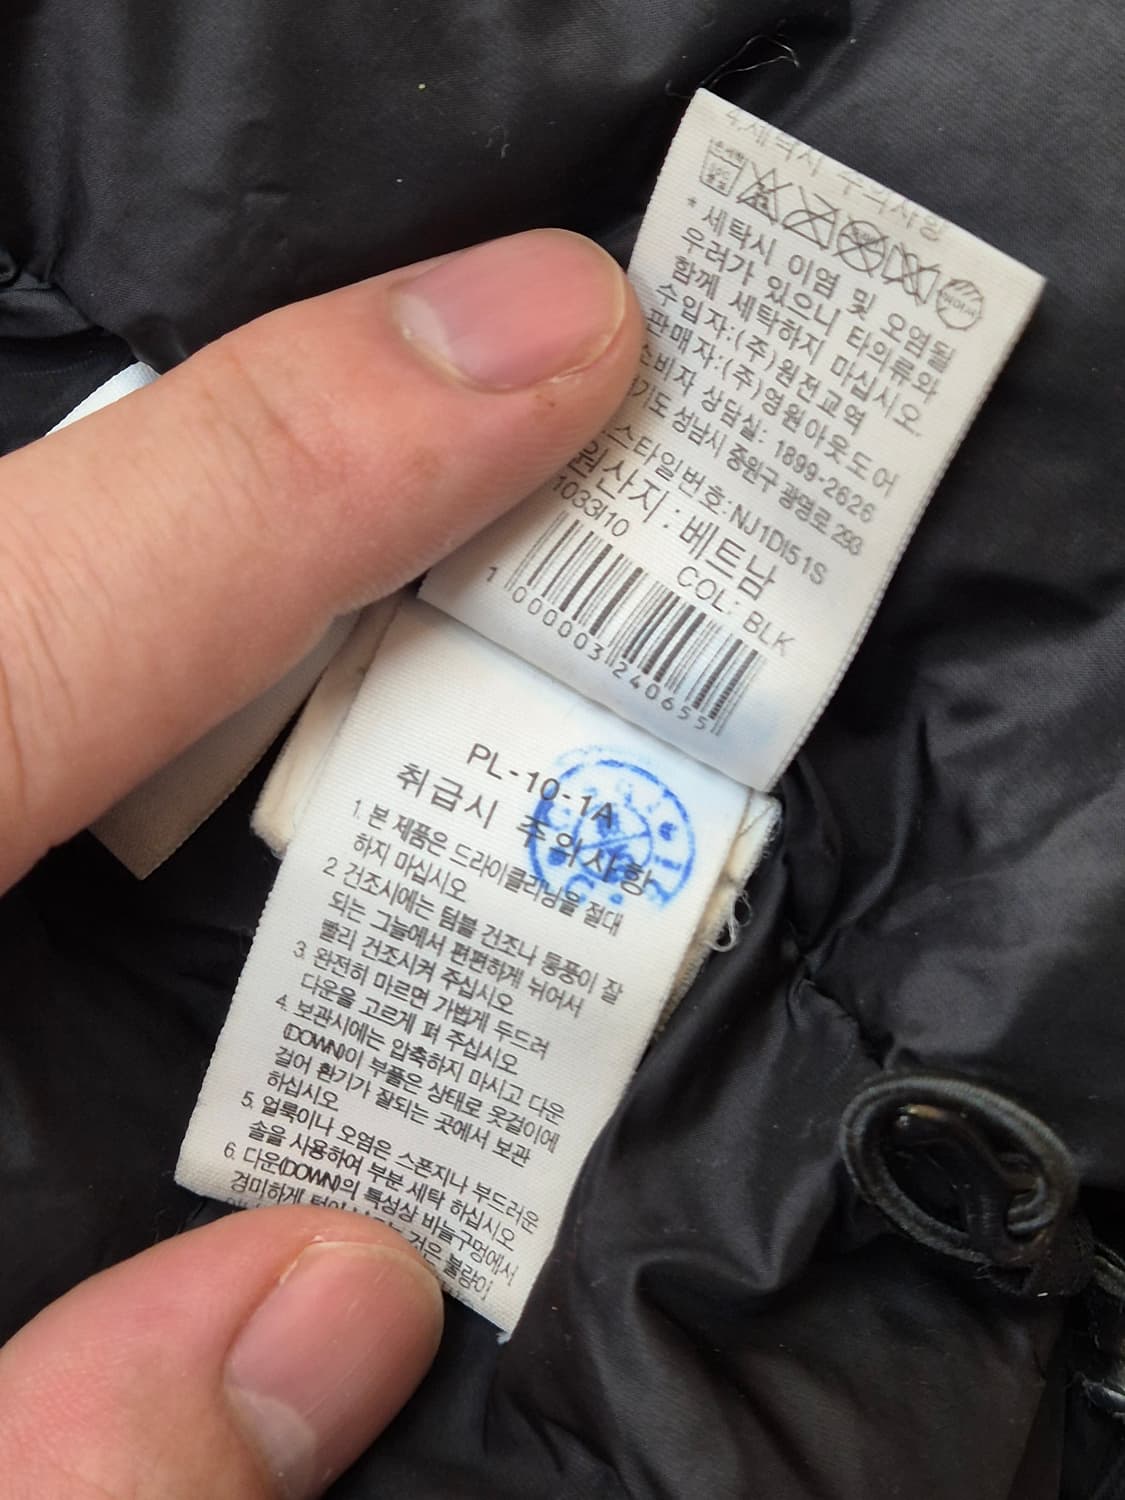 4.세탁시 주의사항
* 세탁시 이염 및 오염될
우려가 있으니 타의류와
함께 세탁하지 마십시오.
수입자:(주)원전교역
판매자:(주)영원아웃도어
소비자 상담실: 1899-2626
기도 성남시 중원구 광명로 293
스타일번호:NJ1DI51S
원산지 : 베트남
1033I10
COL: BLK
1 000003 240655
PL-10-1A
취급시 주의사항
1. 본 제품은 드라이클리닝을 절대
하지 마십시오
2 건조시에는 텀블 건조나 통풍이 잘
되는 그늘에서 편편하게 뉘어서
빨리 건조시켜 주십시오
3. 완전히 마르면 가볍게 두드려
다운을 고르게 펴 주십시오
4. 보관시에는 압축하지 마시고 다운
(DOWN)이 부풀은 상태로 옷걸이에
걸어 환기가 잘되는 곳에서 보관
하십시오
5. 얼룩이나 오염은 스폰지나 부드러운
솔을 사용하여 부분 세탁 하십시오
6. 다운(DOWN)의 특성상 바늘구멍에서
경미하게 털이
것은 불량이